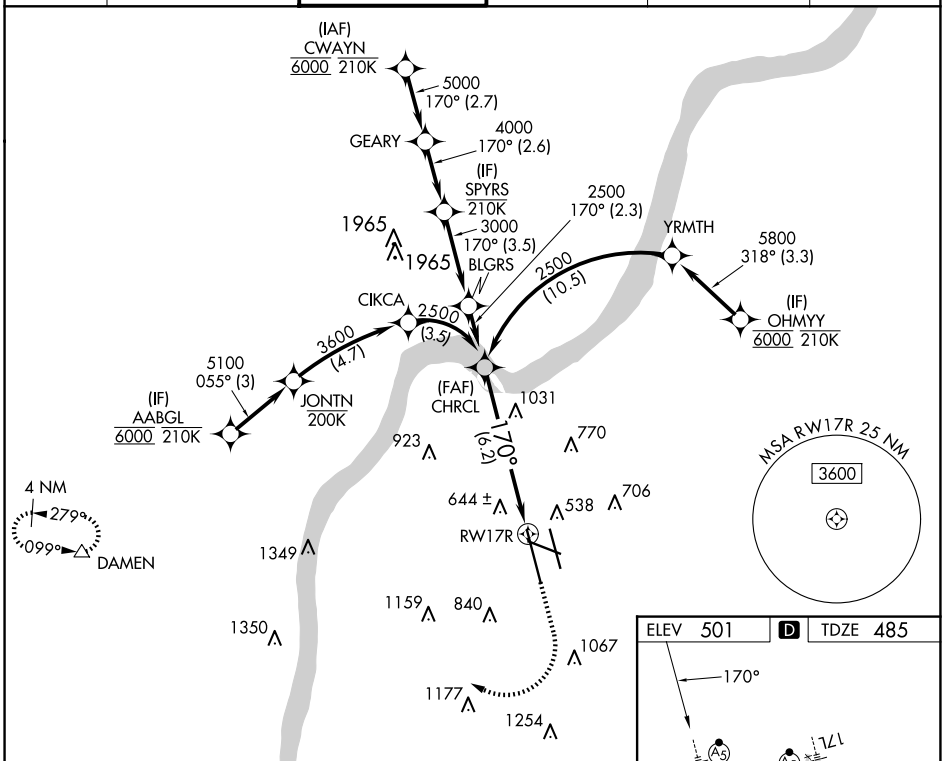 (IAF)
CWAYN
6000 210K
5000
170° (2.7)
GEARY
4000
170° (2.6)
(IF)
SPYRS
210K
2500
170° (2.3)
3000
170° (3.5)
BLGRS
1965
1965
YRMTH
5800
318° (3.3)
2500
(10.5)
(IF)
OHMYY
6000 210K
CIKCA
2500
(3.5)
3600
(4.7)
5100
055° (3)
JONTN
200K
(IF)
AABGL
6000 210K
(FAF)
CHRCL
1031
170°
(6.2)
923
770
MSA RW17R 25 NM
3600
4 NM
279°
099°
DAMEN
644 ±
538
706
RW17R
1349
1350
1159
840
1067
1177
1254
ELEV 501
D
TDZE 485
170°
A5
17L